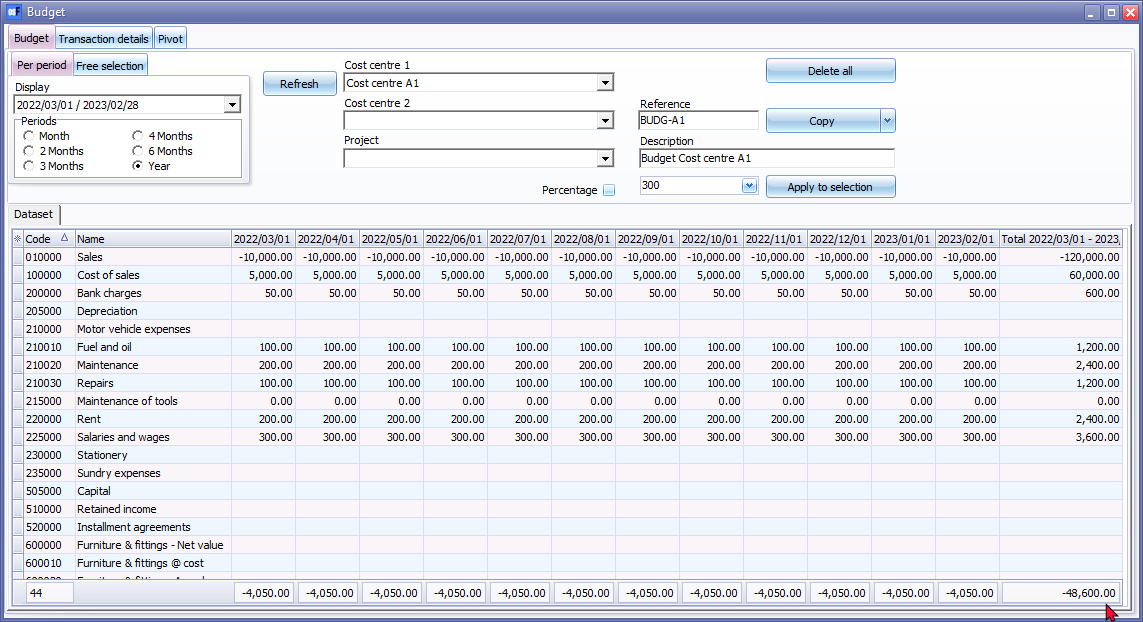 Budget
Budget Transaction details Pivot
Per period Free selection
Display
2022/03/01 / 2023/02/28
Periods
Month 4 Months
2 Months 6 Months
3 Months Year
Refresh
Cost centre 1
Cost centre A1
Cost centre 2
Project
Percentage
Reference
BUDG-A1
Description
Budget Cost centre A1
300
Delete all
Copy
Apply to selection
Dataset
Code Name 2022/03/01 2022/04/01 2022/05/01 2022/06/01 2022/07/01 2022/08/01 2022/09/01 2022/10/01 2022/11/01 2022/12/01 2023/01/01 2023/02/01 Total 2022/03/01 - 2023,
010000 Sales -10,000.00 -10,000.00 -10,000.00 -10,000.00 -10,000.00 -10,000.00 -10,000.00 -10,000.00 -10,000.00 -10,000.00 -10,000.00 -10,000.00 -120,000.00
100000 Cost of sales 5,000.00 5,000.00 5,000.00 5,000.00 5,000.00 5,000.00 5,000.00 5,000.00 5,000.00 5,000.00 5,000.00 5,000.00 60,000.00
200000 Bank charges 50.00 50.00 50.00 50.00 50.00 50.00 50.00 50.00 50.00 50.00 50.00 50.00 600.00
205000 Depreciation
210000 Motor vehicle expenses
210010 Fuel and oil 100.00 100.00 100.00 100.00 100.00 100.00 100.00 100.00 100.00 100.00 100.00 100.00 1,200.00
210020 Maintenance 200.00 200.00 200.00 200.00 200.00 200.00 200.00 200.00 200.00 200.00 200.00 200.00 2,400.00
210030 Repairs 100.00 100.00 100.00 100.00 100.00 100.00 100.00 100.00 100.00 100.00 100.00 100.00 1,200.00
215000 Maintenance of tools 0.00 0.00 0.00 0.00 0.00 0.00 0.00 0.00 0.00 0.00 0.00 0.00 0.00
220000 Rent 200.00 200.00 200.00 200.00 200.00 200.00 200.00 200.00 200.00 200.00 200.00 200.00 2,400.00
225000 Salaries and wages 300.00 300.00 300.00 300.00 300.00 300.00 300.00 300.00 300.00 300.00 300.00 300.00 3,600.00
230000 Stationery
235000 Sundry expenses
505000 Capital
510000 Retained income
520000 Installment agreements
600000 Furniture & fittings - Net value
600010 Furniture & fittings @ cost
44 -4,050.00 -4,050.00 -4,050.00 -4,050.00 -4,050.00 -4,050.00 -4,050.00 -4,050.00 -4,050.00 -4,050.00 -4,050.00 -4,050.00 -48,600.00